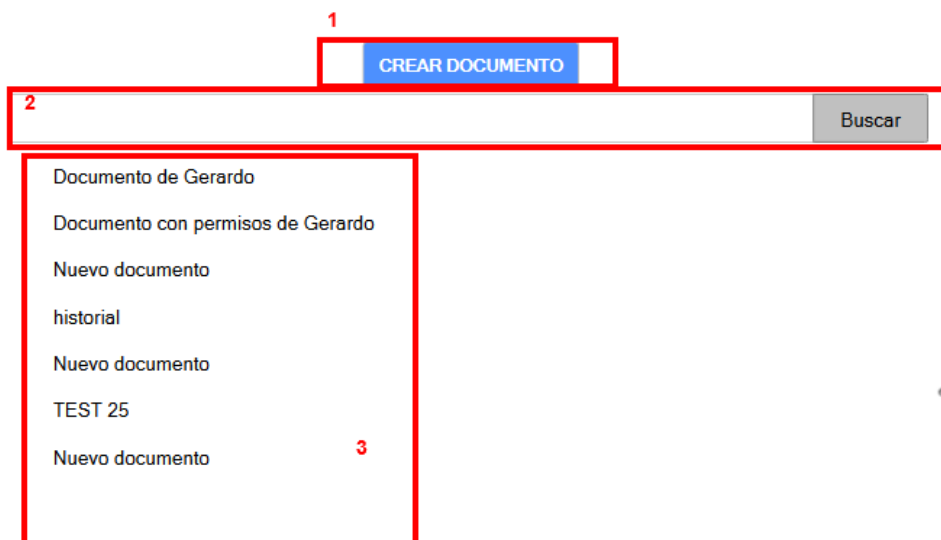 1
CREAR DOCUMENTO
2
Buscar
Documento de Gerardo
Documento con permisos de Gerardo
Nuevo documento
historial
Nuevo documento
TEST 25
Nuevo documento
3